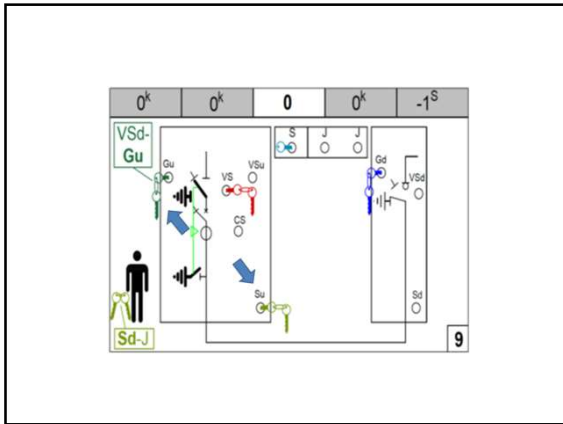 0k 0k 0 0k -1S
VSd-
Gu
S J J
Gu VS VSu Gd VSd
CS
Su Sd
Sd-J
9